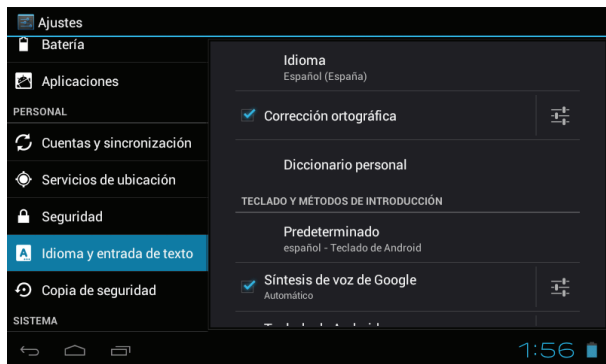 Ajustes
Batería
Aplicaciones
PERSONAL
Cuentas y sincronización
Servicios de ubicación
Seguridad
Idioma y entrada de texto
Copia de seguridad
SISTEMA
Idioma
Español (España)
Corrección ortográfica
Diccionario personal
TECLADO Y MÉTODOS DE INTRODUCCIÓN
Predeterminado
español - Teclado de Android
Síntesis de voz de Google
Automático
1:56